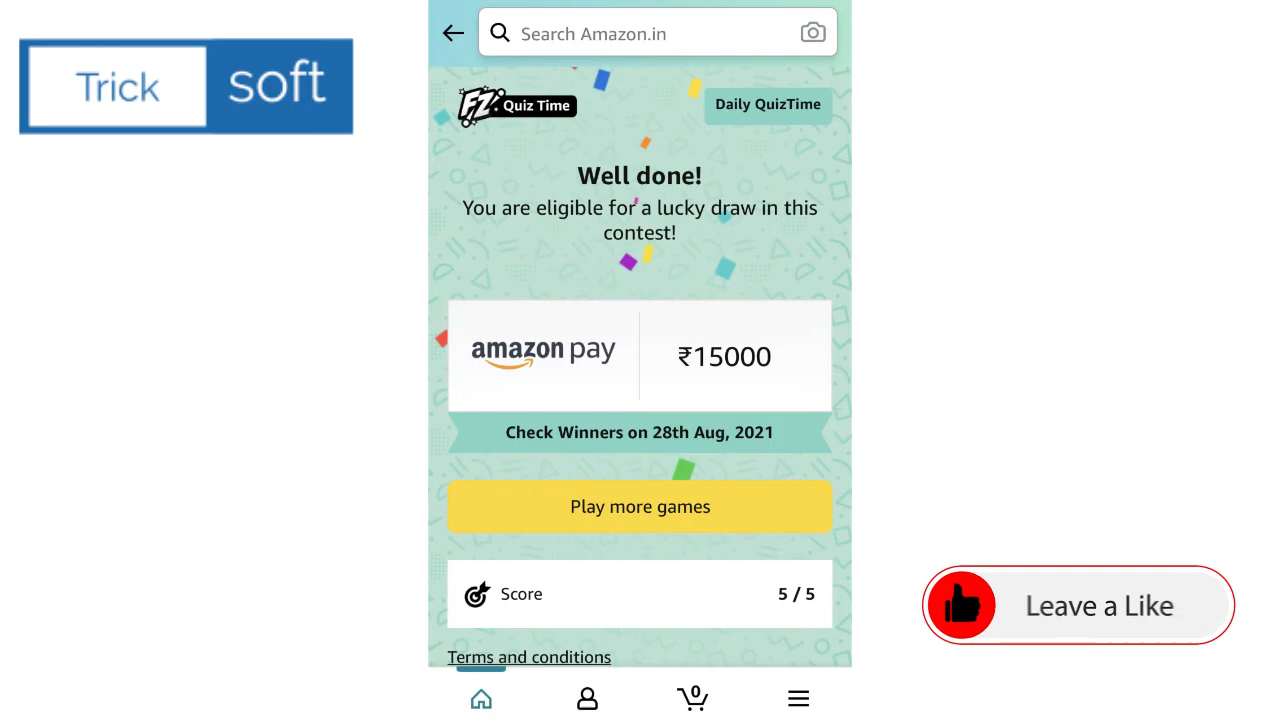 Trick soft
Search Amazon.in
FZ Quiz Time
Daily QuizTime
Well done!
You are eligible for a lucky draw in this
contest!
amazon pay
₹15000
Check Winners on 28th Aug, 2021
Play more games
Score 5 / 5
Terms and conditions
0
Leave a Like